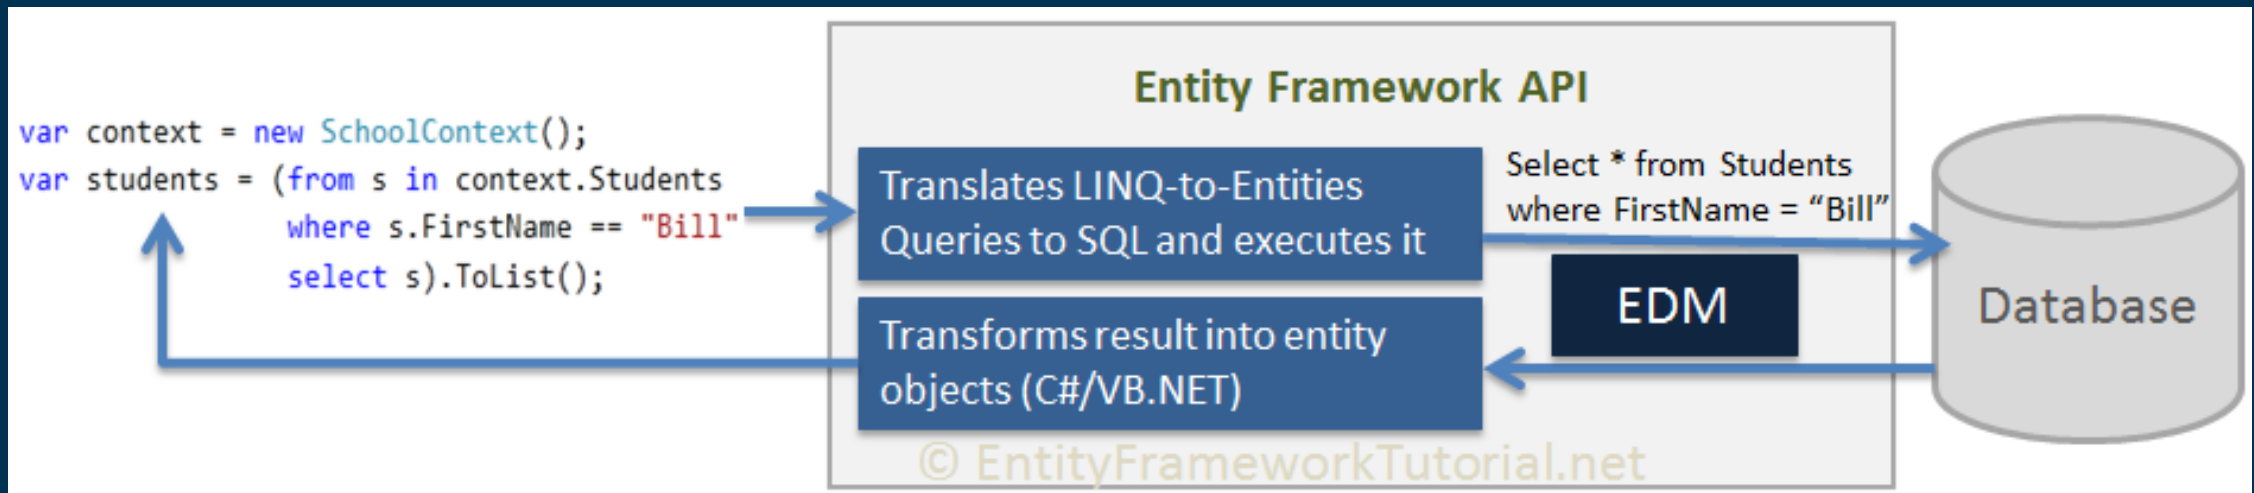 var context = new SchoolContext();
var students = (from s in context.Students
where s.FirstName == "Bill"
select s).ToList();
Entity Framework API
Translates LINQ-to-Entities
Queries to SQL and executes it
Select * from Students
where FirstName = “Bill”
EDM
Transforms result into entity
objects (C#/VB.NET)
Database
© EntityFrameworkTutorial.net